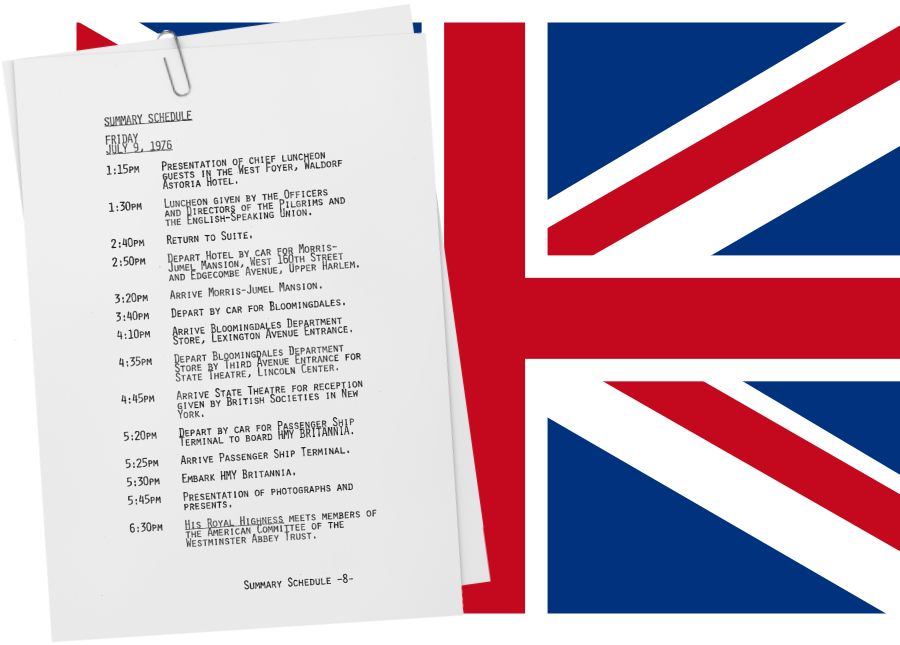 SUMMARY SCHEDULE
FRIDAY
JULY 9, 1976
1:15PM PRESENTATION OF CHIEF LUNCHEON
GUESTS IN THE WEST FOYER, WALDORF
ASTORIA HOTEL.
1:30PM LUNCHEON GIVEN BY THE OFFICERS
AND DIRECTORS OF THE PILGRIMS AND
THE ENGLISH-SPEAKING UNION.
2:40PM RETURN TO SUITE.
2:50PM DEPART HOTEL BY CAR FOR MORRIS-
JUMEL MANSION, WEST 160TH STREET
AND EDGECOMBE AVENUE, UPPER HARLEM.
3:20PM ARRIVE MORRIS-JUMEL MANSION.
3:40PM DEPART BY CAR FOR BLOOMINGDALES.
4:10PM ARRIVE BLOOMINGDALES DEPARTMENT
STORE, LEXINGTON AVENUE ENTRANCE.
4:35PM DEPART BLOOMINGDALES DEPARTMENT
STORE BY THIRD AVENUE ENTRANCE FOR
STATE THEATRE, LINCOLN CENTER.
4:45PM ARRIVE STATE THEATRE FOR RECEPTION
GIVEN BY BRITISH SOCIETIES IN NEW
YORK.
5:20PM DEPART BY CAR FOR PASSENGER SHIP
TERMINAL TO BOARD HMY BRITANNIA.
5:25PM ARRIVE PASSENGER SHIP TERMINAL.
5:30PM EMBARK HMY BRITANNIA.
5:45PM PRESENTATION OF PHOTOGRAPHS AND
PRESENTS.
6:30PM HIS ROYAL HIGHNESS MEETS MEMBERS OF
THE AMERICAN COMMITTEE OF THE
WESTMINSTER ABBEY TRUST.
SUMMARY SCHEDULE -8-